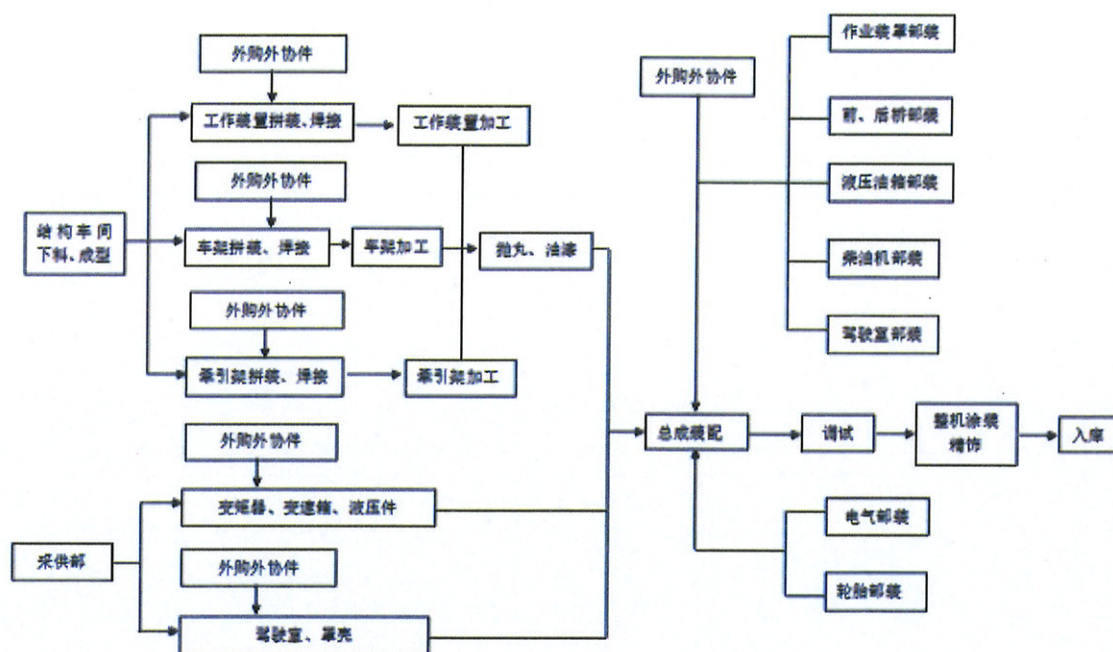 外购外协件
工作装置拼装、焊接
工作装置加工
外购外协件
结构车间
下料、成型
车架拼装、焊接
车架加工
抛丸、油漆
外购外协件
牵引架拼装、焊接
牵引架加工
外购外协件
变矩器、变速箱、液压件
采供部
外购外协件
驾驶室、罩壳
外购外协件
作业装置部装
前、后桥部装
液压油箱部装
柴油机部装
驾驶室部装
总成装配
调试
整机涂装
精饰
入库
电气部装
轮胎部装